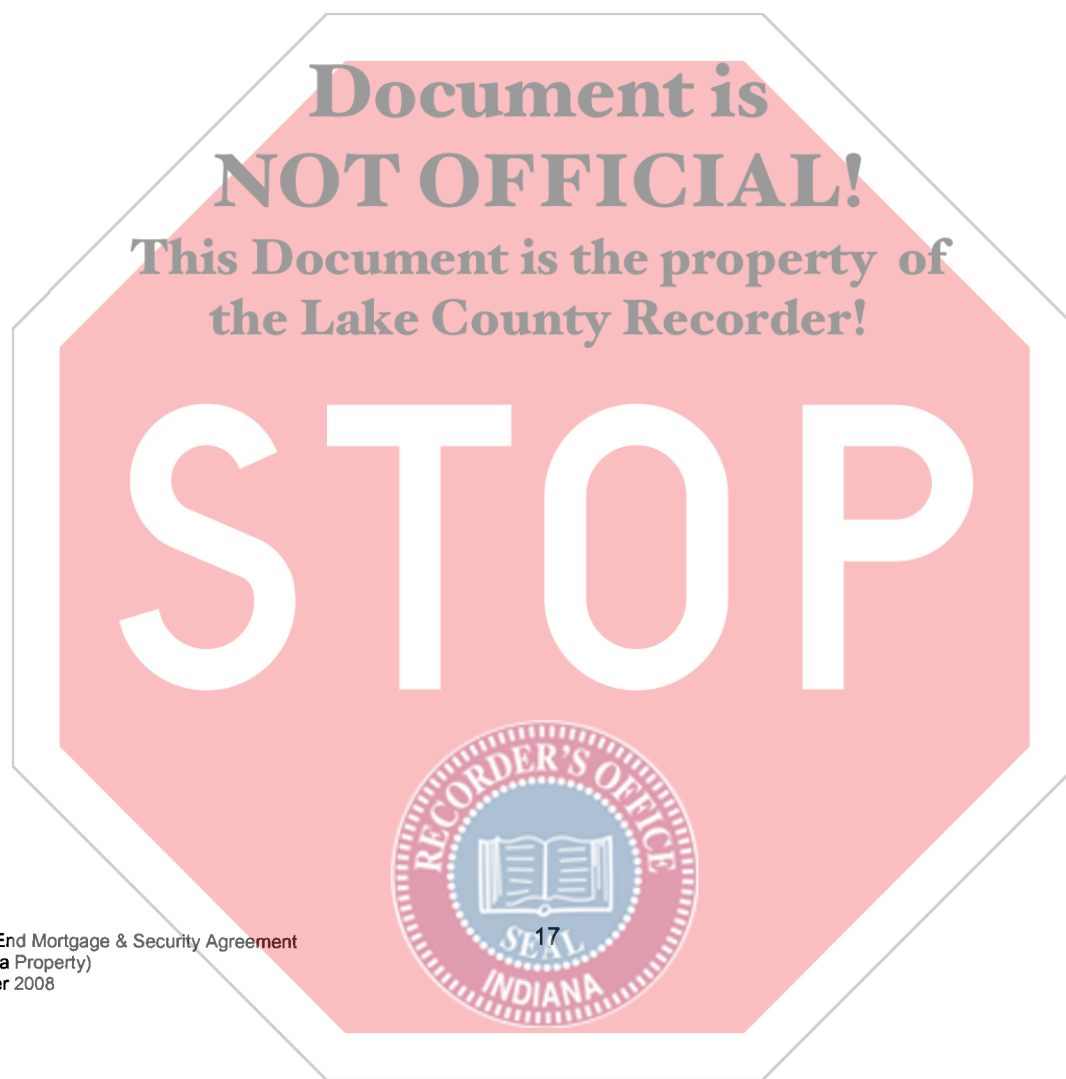 Document is
NOT OFFICIAL!
This Document is the property of
the Lake County Recorder!
STOP
RECORDER'S OFFICE
SEAL
INDIANA
End Mortgage & Security Agreement
17
a Property)
2008